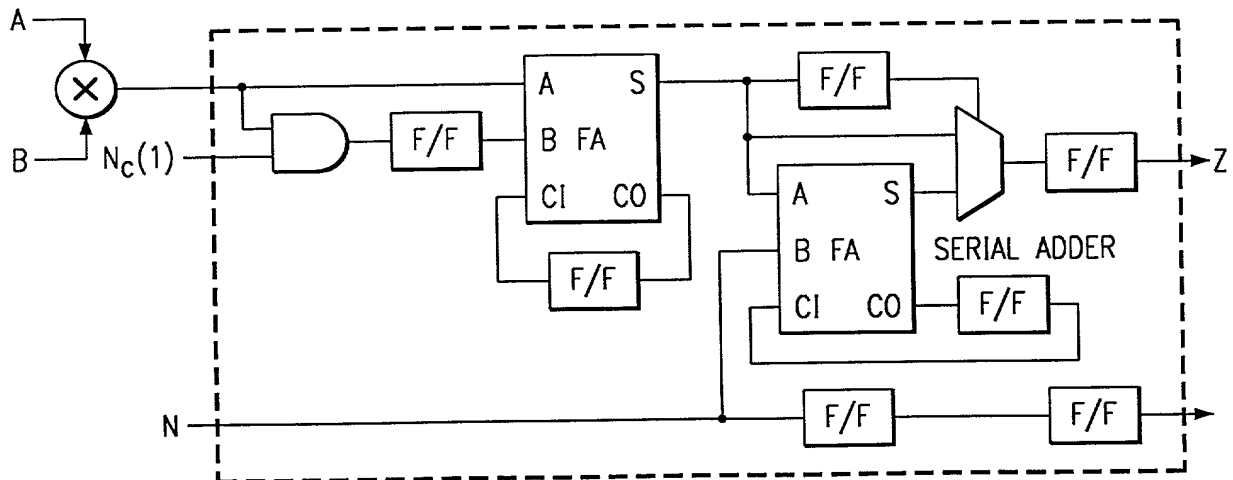 A
B
N_C(1)
F/F
A
S
B FA
CI CO
F/F
F/F
A
S
B FA
CI CO
SERIAL ADDER
F/F
F/F
Z
N
F/F
F/F